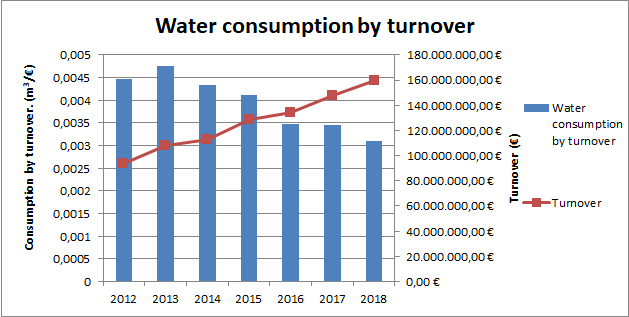 Water consumption by turnover
Consumption by turnover. (m³/€)
0,005
0,0045
0,004
0,0035
0,003
0,0025
0,002
0,0015
0,001
0,0005
0
2012 2013 2014 2015 2016 2017 2018
180.000.000,00 €
160.000.000,00 €
140.000.000,00 €
120.000.000,00 €
100.000.000,00 €
80.000.000,00 €
60.000.000,00 €
40.000.000,00 €
20.000.000,00 €
0,00 €
Turnover (€)
Water
consumption
by turnover
Turnover